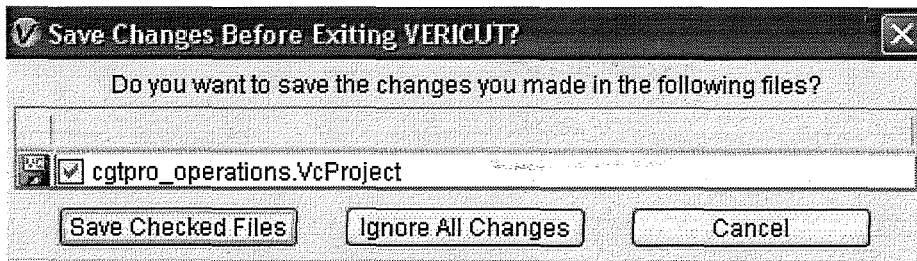 Save Changes Before Exiting VERICUT?
Do you want to save the changes you made in the following files?
cgtpro_operations.VcProject
Save Checked Files Ignore All Changes Cancel